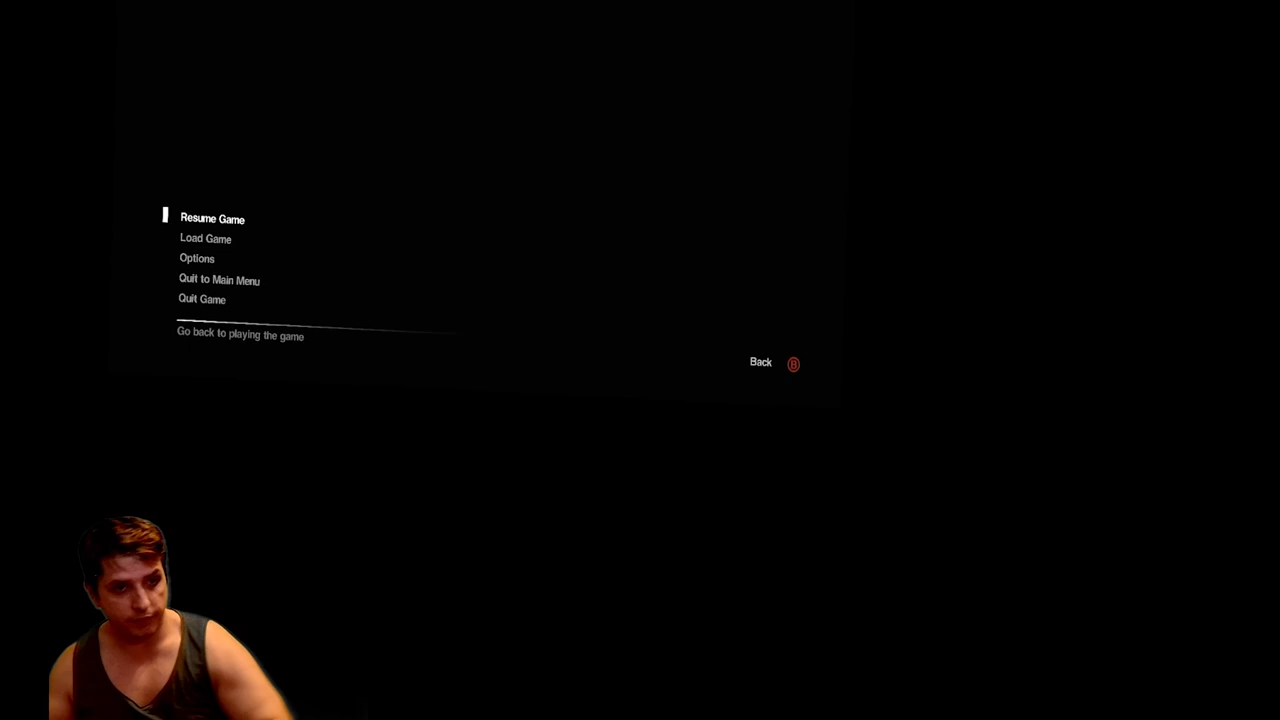 Resume Game
Load Game
Options
Quit to Main Menu
Quit Game
Go back to playing the game
Back B